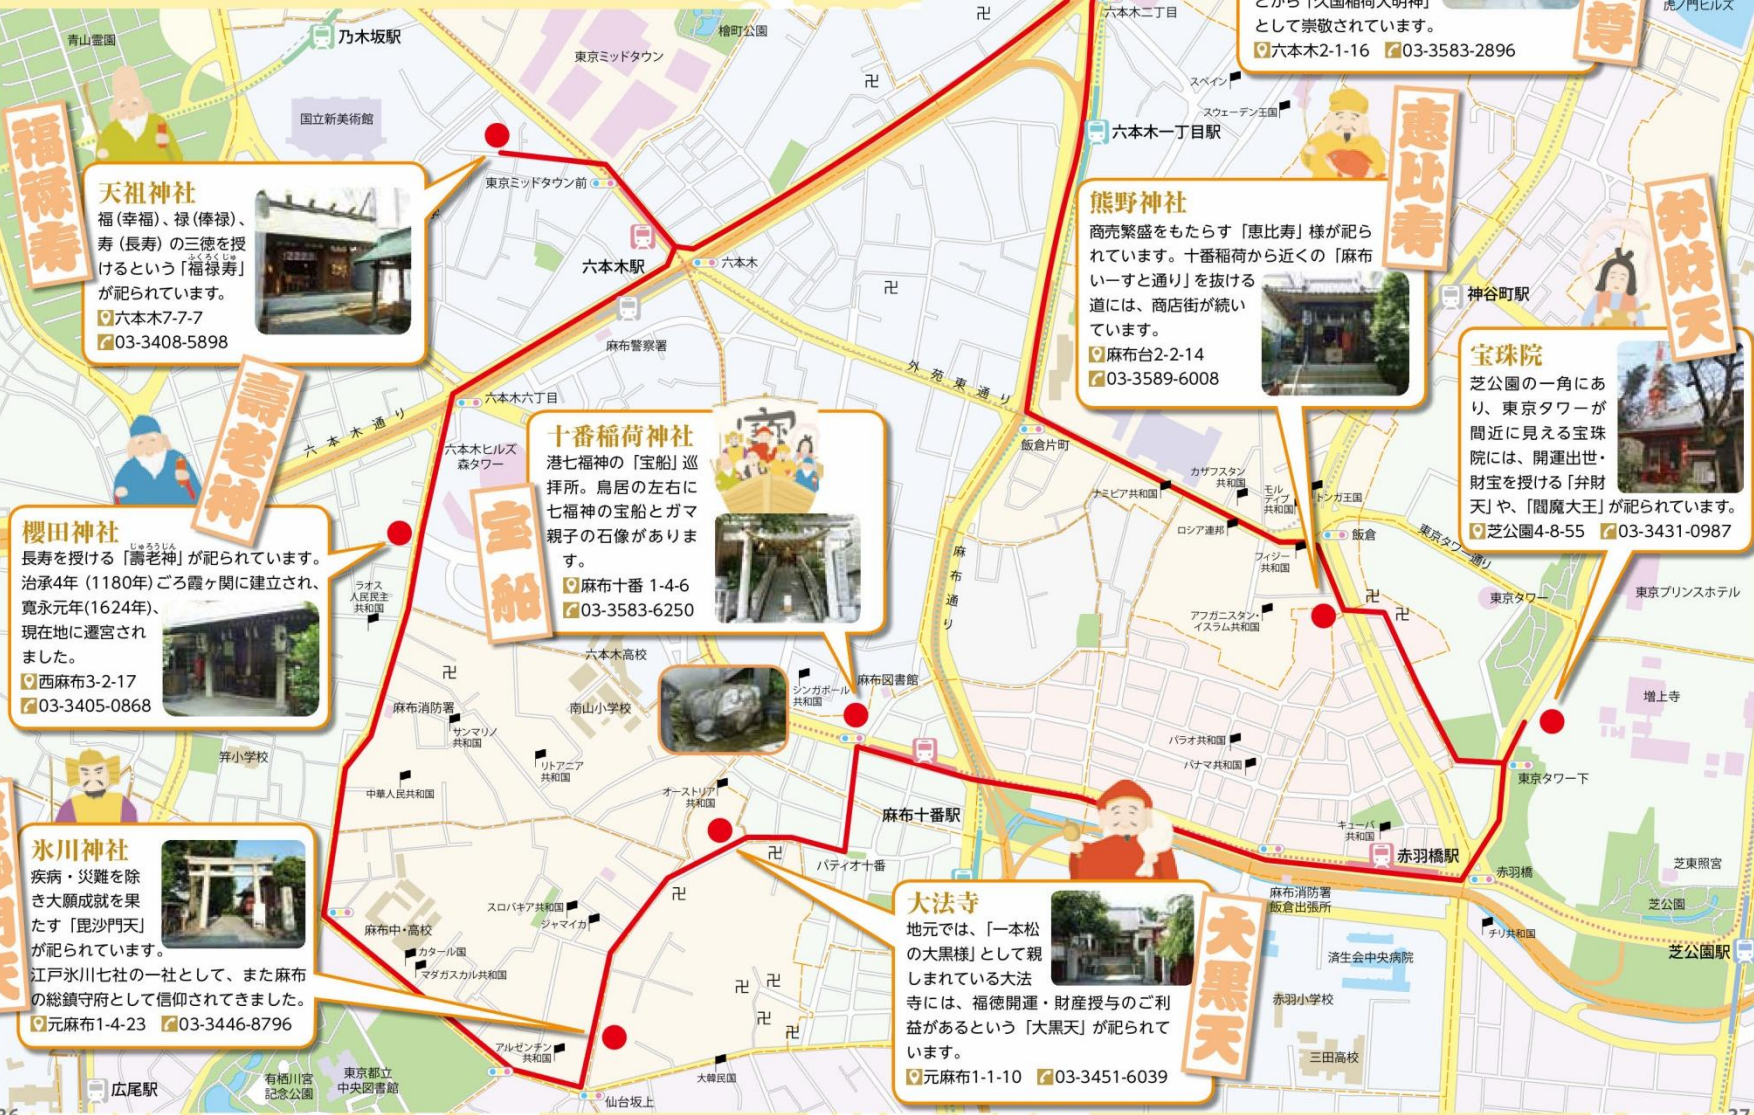 どから「久国稲荷大明神」
として崇敬されています。
六本木2-1-16 03-3583-2896
尊
虎ノ門ヒルズ
六本木二丁目
青山霊園
乃木坂駅
檜町公園
東京ミッドタウン
国立新美術館
スペイン
スウェーデン王国
六本木一丁目駅
福禄寿
天祖神社
福(幸福)、禄(俸禄)、
寿(長寿)の三徳を授
けるという「福禄寿」
ふくろくじゅ
が祀られています。
六本木7-7-7
03-3408-5898
東京ミッドタウン前
六本木駅
六本木
麻布警察署
外苑東通り
恵比寿
熊野神社
商売繁盛をもたらす「恵比寿」様が祀ら
れています。十番稲荷から近くの「麻布
いーすと通り」を抜ける
道には、商店街が続い
ています。
麻布台2-2-14
03-3589-6008
神谷町駅
弁財天
宝珠院
芝公園の一角にあ
り、東京タワーが
間近に見える宝珠
院には、開運出世・
財宝を授ける「弁財
天」や、「閻魔大王」が祀られています。
芝公園4-8-55 03-3431-0987
壽老神
六本木通り
六本木六丁目
六本木ヒルズ
森タワー
櫻田神社
じゅろうじん
長寿を授ける「壽老神」が祀られています。
治承4年(1180年)ごろ霞ヶ関に建立され、
寛永元年(1624年)、
現在地に遷宮され
ました。
西麻布3-2-17
03-3405-0868
宝船
十番稲荷神社
港七福神の「宝船」巡
拝所。鳥居の左右に
七福神の宝船とガマ
親子の石像がありま
す。
麻布十番 1-4-6
03-3583-6250
宝
飯倉片町
ナミビア共和国
カザフスタン
共和国
モル
ディブ
共和国
トンガ王国
ロシア連邦
フィジー
共和国
飯倉
東京タワー通り
アフガニスタン・
イスラム共和国
東京タワー
東京プリンスホテル
麻布通り
ラオス
人民民主
共和国
六本木高校
シンガポール
共和国
麻布図書館
南山小学校
麻布消防署
サンマリノ
共和国
リトアニア
共和国
中華人民共和国
笄小学校
オーストリア
共和国
パラオ共和国
パナマ共和国
増上寺
東京タワー下
麻布十番駅
パティオ十番
キューバ
共和国
赤羽橋駅
赤羽橋
芝東照宮
芝公園
芝公園駅
麻布消防署
飯倉出張所
チリ共和国
済生会中央病院
赤羽小学校
三田高校
氷川神社
疾病・災難を除
き大願成就を果
たす「毘沙門天」
が祀られています。
江戸氷川七社の一社として、また麻布
の総鎮守府として信仰されてきました。
元麻布1-4-23 03-3446-8796
スロバキア共和国
ジャマイカ
麻布中・高校
カタール国
マダガスカル共和国
アルゼンチン
共和国
仙台坂上
大韓民国
広尾駅
有栖川宮
記念公園
東京都立
中央図書館
大黒天
大法寺
地元では、「一本松
の大黒様」として親
しまれている大法
寺には、福徳開運・財産授与のご利
益があるという「大黒天」が祀られて
います。
元麻布1-1-10 03-3451-6039